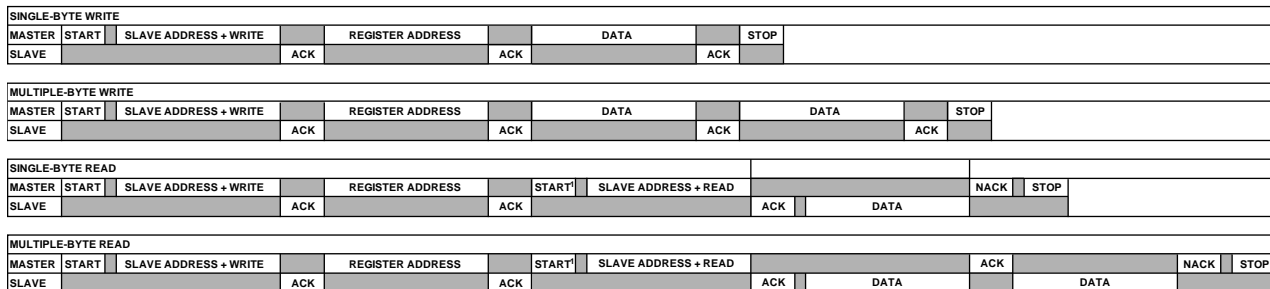 SINGLE-BYTE WRITE
MASTER START SLAVE ADDRESS + WRITE REGISTER ADDRESS DATA STOP
SLAVE ACK ACK ACK
MULTIPLE-BYTE WRITE
MASTER START SLAVE ADDRESS + WRITE REGISTER ADDRESS DATA DATA STOP
SLAVE ACK ACK ACK ACK
SINGLE-BYTE READ
MASTER START SLAVE ADDRESS + WRITE REGISTER ADDRESS START¹ SLAVE ADDRESS + READ NACK STOP
SLAVE ACK ACK ACK DATA
MULTIPLE-BYTE READ
MASTER START SLAVE ADDRESS + WRITE REGISTER ADDRESS START¹ SLAVE ADDRESS + READ ACK NACK STOP
SLAVE ACK ACK ACK DATA DATA